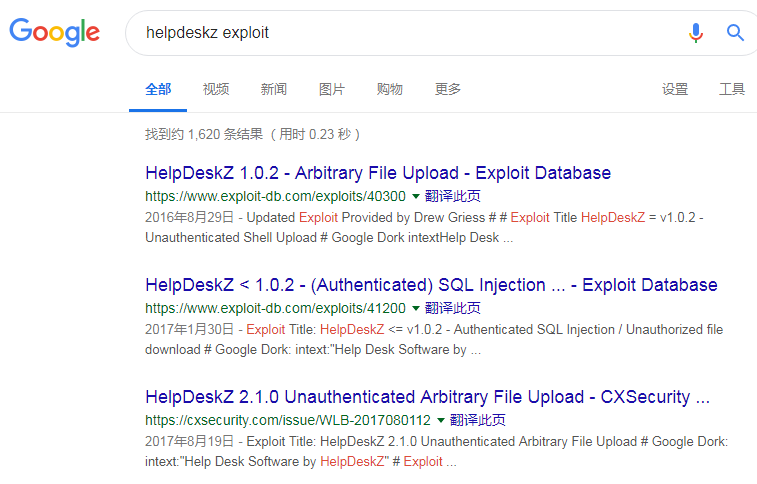 Google
helpdeskz exploit
全部 视频 新闻 图片 购物 更多 设置 工具
找到约 1,620 条结果 （用时 0.23 秒）
HelpDeskZ 1.0.2 - Arbitrary File Upload - Exploit Database
https://www.exploit-db.com/exploits/40300 翻译此页
2016年8月29日 - Updated Exploit Provided by Drew Griess # # Exploit Title HelpDeskZ = v1.0.2 -
Unauthenticated Shell Upload # Google Dork intextHelp Desk ...
HelpDeskZ < 1.0.2 - (Authenticated) SQL Injection ... - Exploit Database
https://www.exploit-db.com/exploits/41200 翻译此页
2017年1月30日 - Exploit Title: HelpDeskZ <= v1.0.2 - Authenticated SQL Injection / Unauthorized file
download # Google Dork: intext:"Help Desk Software by ...
HelpDeskZ 2.1.0 Unauthenticated Arbitrary File Upload - CXSecurity ...
https://cxsecurity.com/issue/WLB-2017080112 翻译此页
2017年8月19日 - Exploit Title: HelpDeskZ 2.1.0 Unauthenticated Arbitrary File Upload # Google Dork:
intext:"Help Desk Software by HelpDeskZ" # Exploit ...